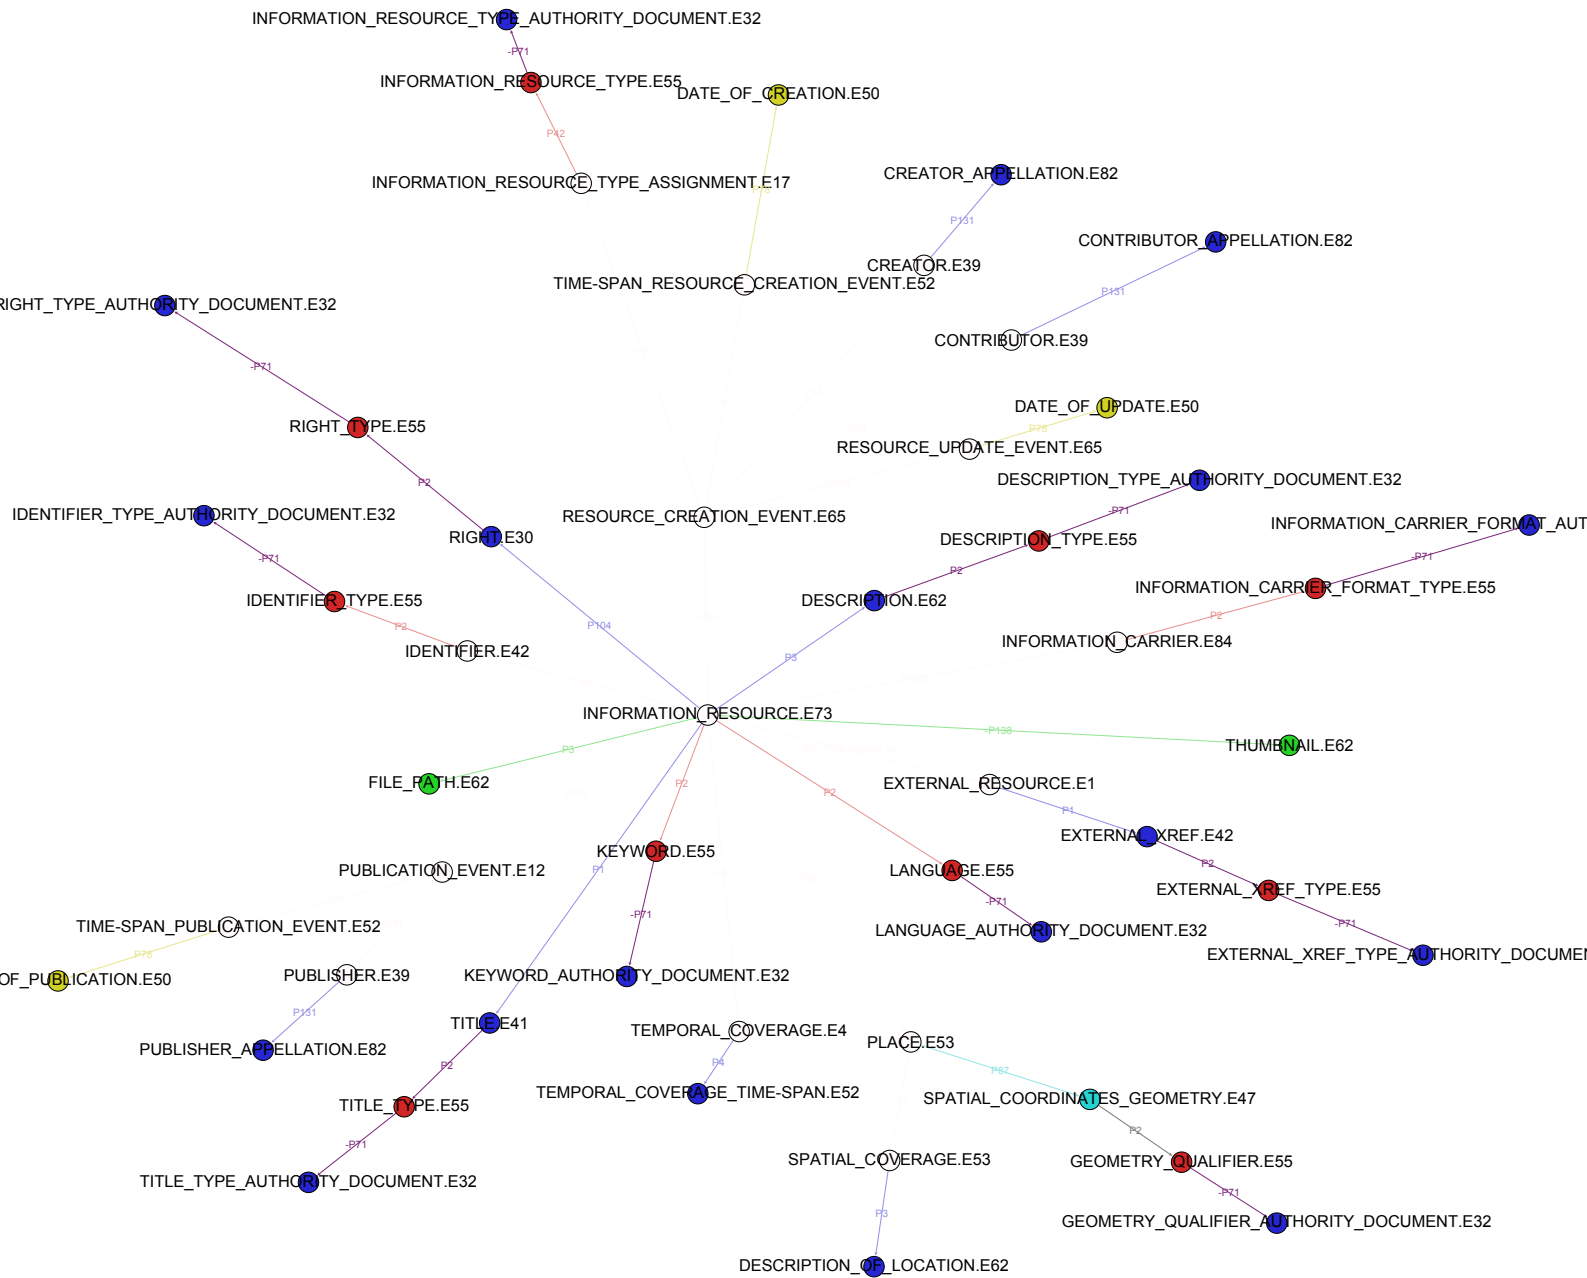 INFORMATION_RESOURCE_TYPE_AUTHORITY_DOCUMENT.E32
-P71
INFORMATION_RESOURCE_TYPE.E55
DATE_OF_CREATION.E50
P42
INFORMATION_RESOURCE_TYPE_ASSIGNMENT.E17
CREATOR_APPELLATION.E82
P131
CONTRIBUTOR_APPELLATION.E82
CREATOR.E39
TIME-SPAN_RESOURCE_CREATION_EVENT.E52
P131
RIGHT_TYPE_AUTHORITY_DOCUMENT.E32
CONTRIBUTOR.E39
-P71
DATE_OF_UPDATE.E50
RIGHT_TYPE.E55
P78
RESOURCE_UPDATE_EVENT.E65
DESCRIPTION_TYPE_AUTHORITY_DOCUMENT.E32
P2
-P71
IDENTIFIER_TYPE_AUTHORITY_DOCUMENT.E32
RESOURCE_CREATION_EVENT.E65
INFORMATION_CARRIER_FORMAT_AUT
RIGHT.E30
DESCRIPTION_TYPE.E55
-P71
-P71
P2
INFORMATION_CARRIER_FORMAT_TYPE.E55
IDENTIFIER_TYPE.E55
DESCRIPTION.E62
P2
P104
P2
INFORMATION_CARRIER.E84
IDENTIFIER.E42
P3
INFORMATION_RESOURCE.E73
-P138
THUMBNAIL.E62
P3
FILE_PATH.E62
P2
P2
EXTERNAL_RESOURCE.E1
P1
EXTERNAL_XREF.E42
KEYWORD.E55
P2
PUBLICATION_EVENT.E12
P1
LANGUAGE.E55
EXTERNAL_XREF_TYPE.E55
-P71
-P71
-P71
TIME-SPAN_PUBLICATION_EVENT.E52
LANGUAGE_AUTHORITY_DOCUMENT.E32
P78
EXTERNAL_XREF_TYPE_AUTHORITY_DOCUMEN
OF_PUBLICATION.E50
PUBLISHER.E39
KEYWORD_AUTHORITY_DOCUMENT.E32
P131
TITLE.E41
TEMPORAL_COVERAGE.E4
PLACE.E53
PUBLISHER_APPELLATION.E82
P2
P4
P87
TEMPORAL_COVERAGE_TIME-SPAN.E52
SPATIAL_COORDINATES_GEOMETRY.E47
TITLE_TYPE.E55
P2
-P71
SPATIAL_COVERAGE.E53
GEOMETRY_QUALIFIER.E55
TITLE_TYPE_AUTHORITY_DOCUMENT.E32
-P71
P3
GEOMETRY_QUALIFIER_AUTHORITY_DOCUMENT.E32
DESCRIPTION_OF_LOCATION.E62